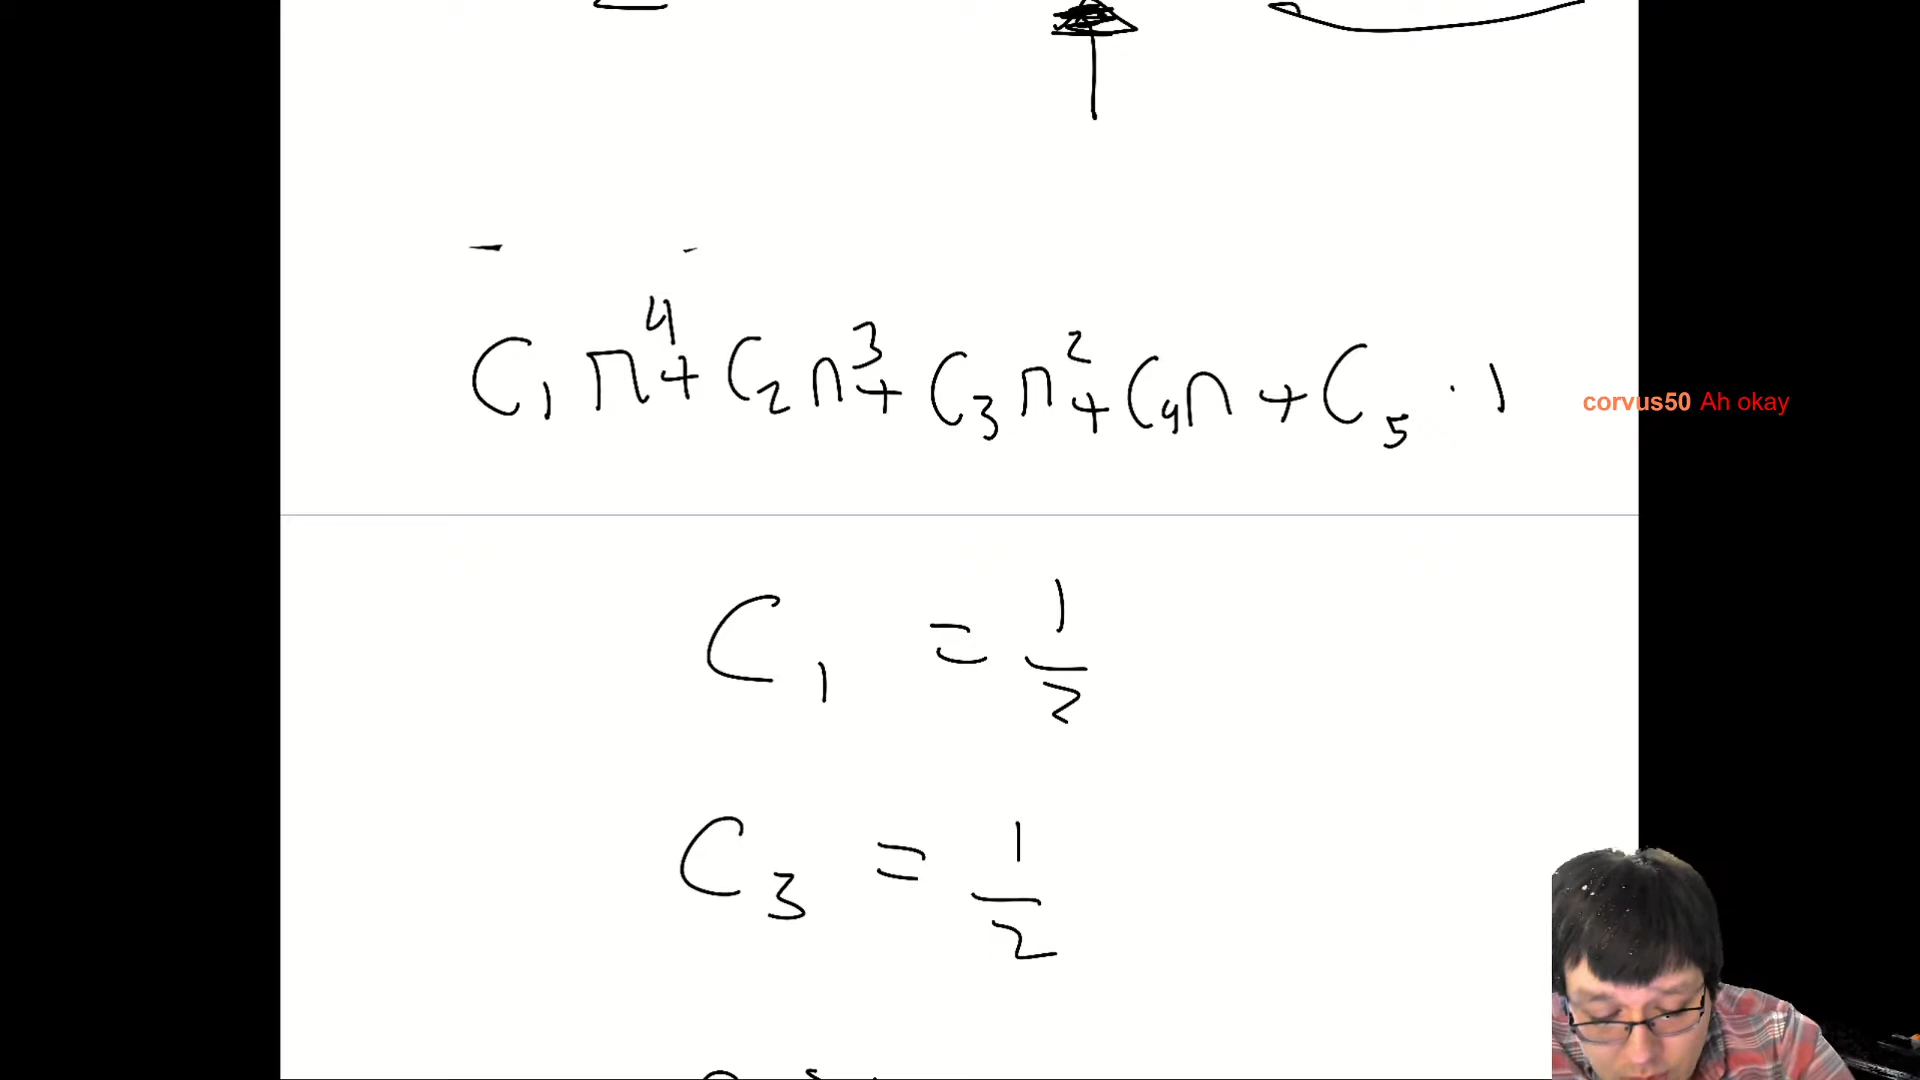 C₁n⁴+C₂n³+C₃n²+C₄n+C₅·1
corvus50 Ah okay
C₁ = 1/2
C₃ = 1/2